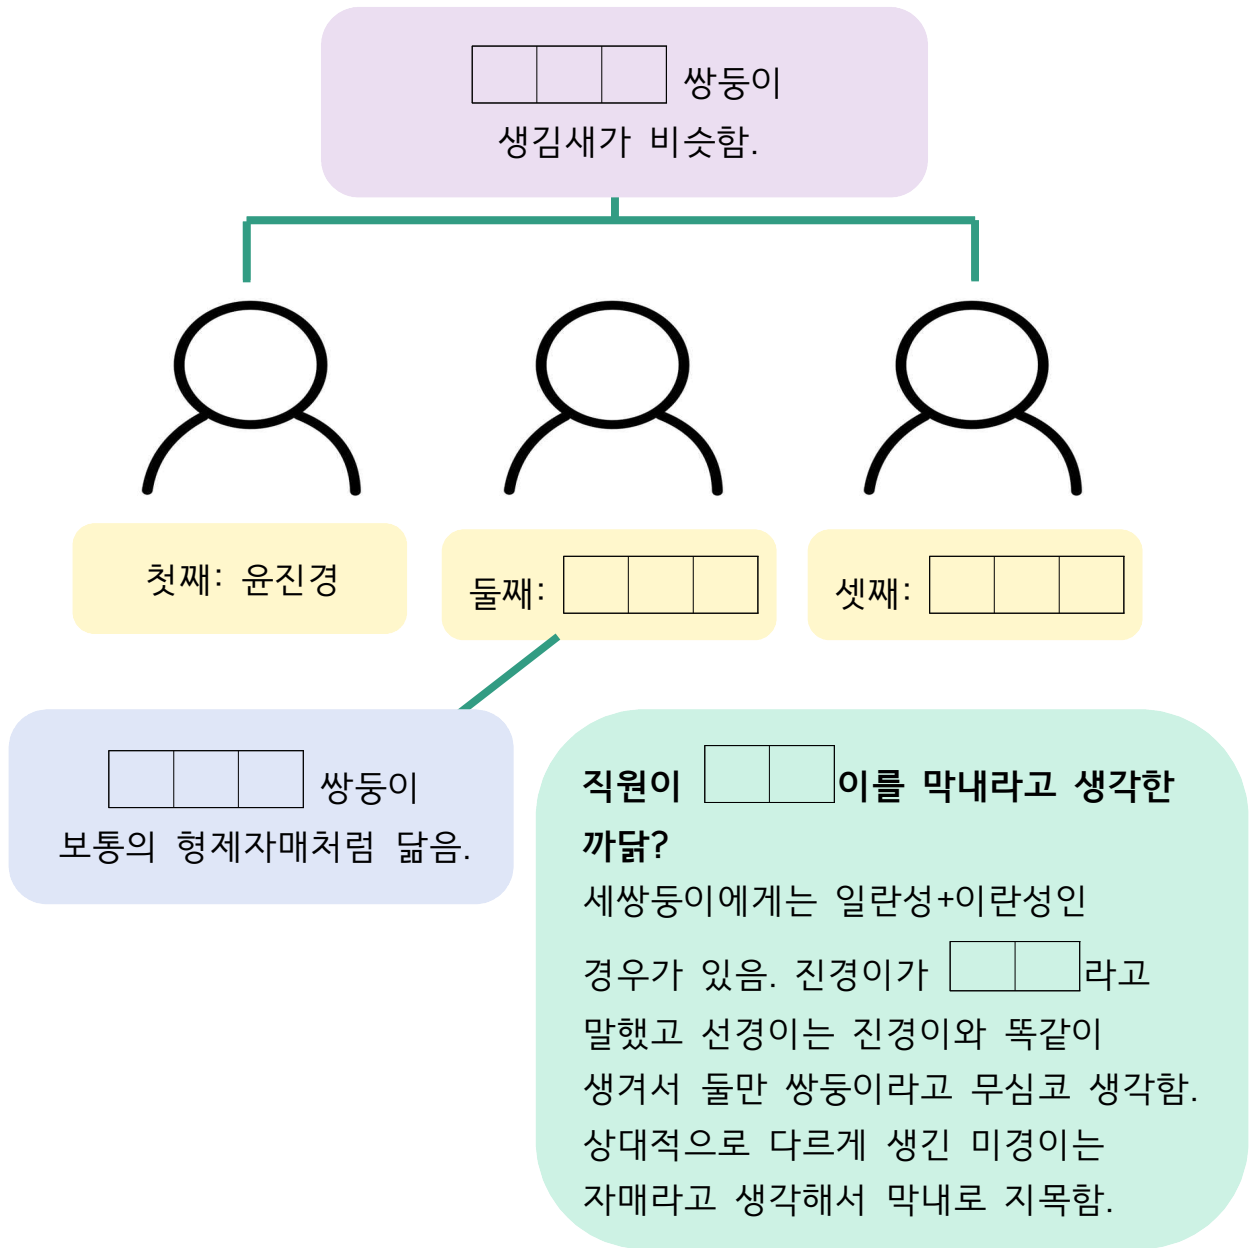 쌍둥이
생김새가 비슷함.
첫째: 윤진경
둘째:
셋째:
쌍둥이
보통의 형제자매처럼 닮음.
직원이 이를 막내라고 생각한
까닭?
세쌍둥이에게는 일란성+이란성인
경우가 있음. 진경이가 라고
말했고 선경이는 진경이와 똑같이
생겨서 둘만 쌍둥이라고 무심코 생각함.
상대적으로 다르게 생긴 미경이는
자매라고 생각해서 막내로 지목함.